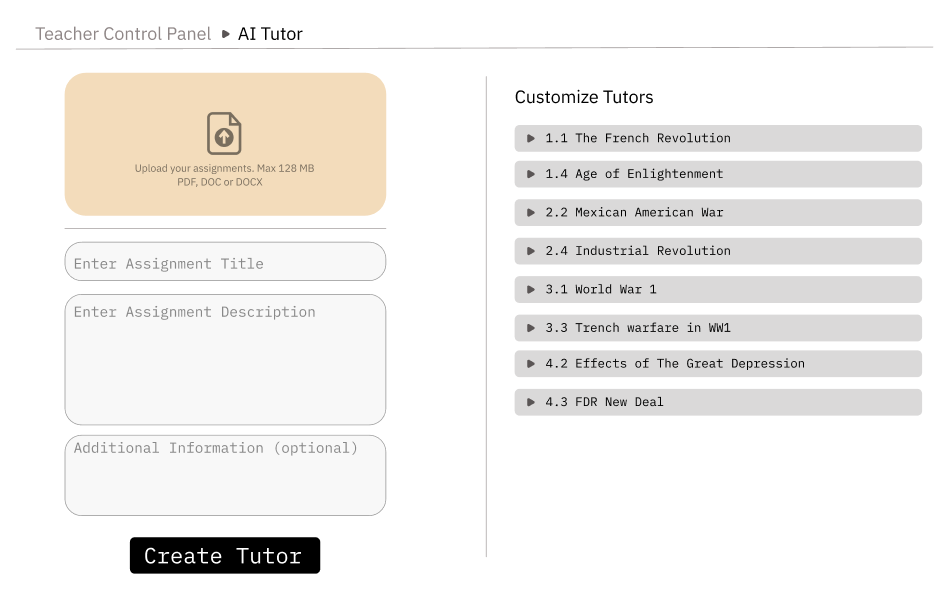 Teacher Control Panel ▶ AI Tutor
Upload your assignments. Max 128 MB
PDF, DOC or DOCX
Enter Assignment Title
Enter Assignment Description
Additional Information (optional)
Create Tutor
Customize Tutors
1.1 The French Revolution
1.4 Age of Enlightenment
2.2 Mexican American War
2.4 Industrial Revolution
3.1 World War 1
3.3 Trench warfare in WW1
4.2 Effects of The Great Depression
4.3 FDR New Deal